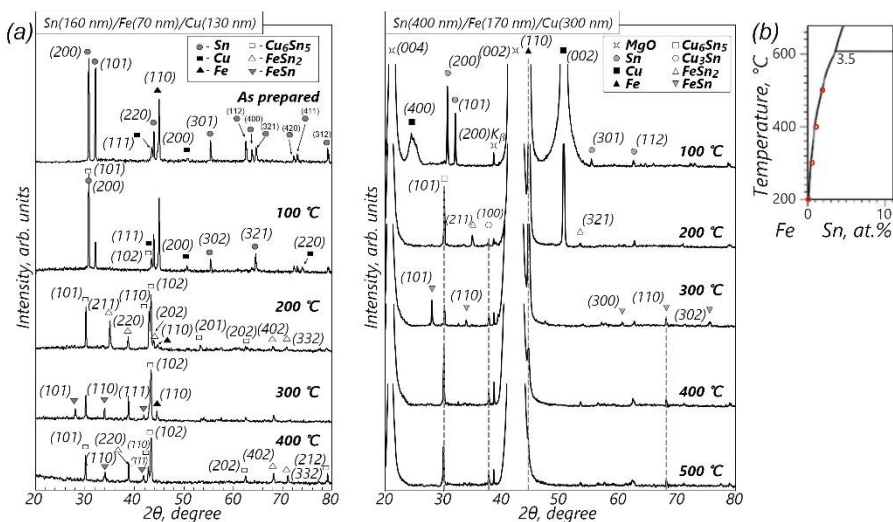 (a)
Sn(160 nm)/Fe(70 nm)/Cu(130 nm)
(200)
(101)
- Sn
- Cu
- Fe
- Cu6Sn5
- FeSn2
- FeSn
As prepared
(110)
(220)
(111)
(200)
(301)
(112)
(400)
(321)
(420)
(411)
(312)
(101)
(200)
100 ℃
(111)
(102)
(200)
(302)
(321)
(220)
200 ℃
(101)
(211)
(220)
(110)
(102)
(202)
(110)
(201)
(202)
(402)
(332)
300 ℃
(101)
(110)
(111)
(102)
(110)
400 ℃
(101)
(110)
(220)
(110)
(111)
(102)
(202)
(402)
(212)
(332)
Intensity, arb. units
20 30 40 50 60 70 80
2θ, degree
Sn(400 nm)/Fe(170 nm)/Cu(300 nm)
(004)
(200)
(002)
(110)
(002)
- MgO
- Sn
- Cu
- Fe
- Cu6Sn5
- Cu3Sn
- FeSn2
- FeSn
(400)
(101)
(200)Kβ
(301)
(112)
100 ℃
(101)
(211)
(100)
(321)
200 ℃
(101)
(110)
(300)
(110)
(302)
300 ℃
400 ℃
500 ℃
Intensity, arb. units
20 30 40 50 60 70 80
2θ, degree
(b)
Temperature, °C
600
400
200
3.5
0 10
Fe Sn, at.%